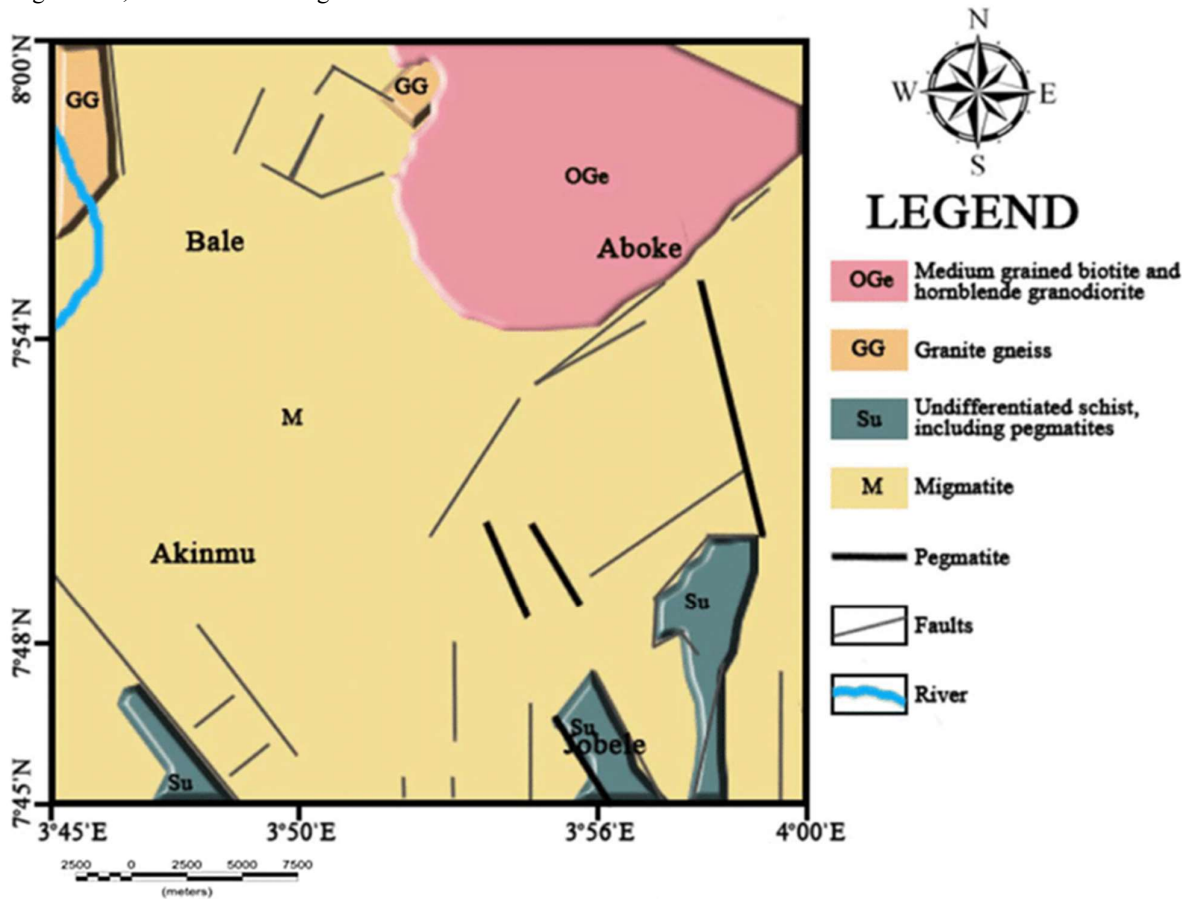 N
W E
S
8°00'N
7°54'N
7°48'N
7°45'N
GG
GG
OGe
Bale
Aboke
M
Akinmu
Su
Su
Jobele
Su
3°45'E 3°50'E 3°56'E 4°00'E
2500 0 2500 5000 7500
(meters)
LEGEND
OGe Medium grained biotite and
hornblende granodiorite
GG Granite gneiss
Su Undifferentiated schist,
including pegmatites
M Migmatite
Pegmatite
Faults
River